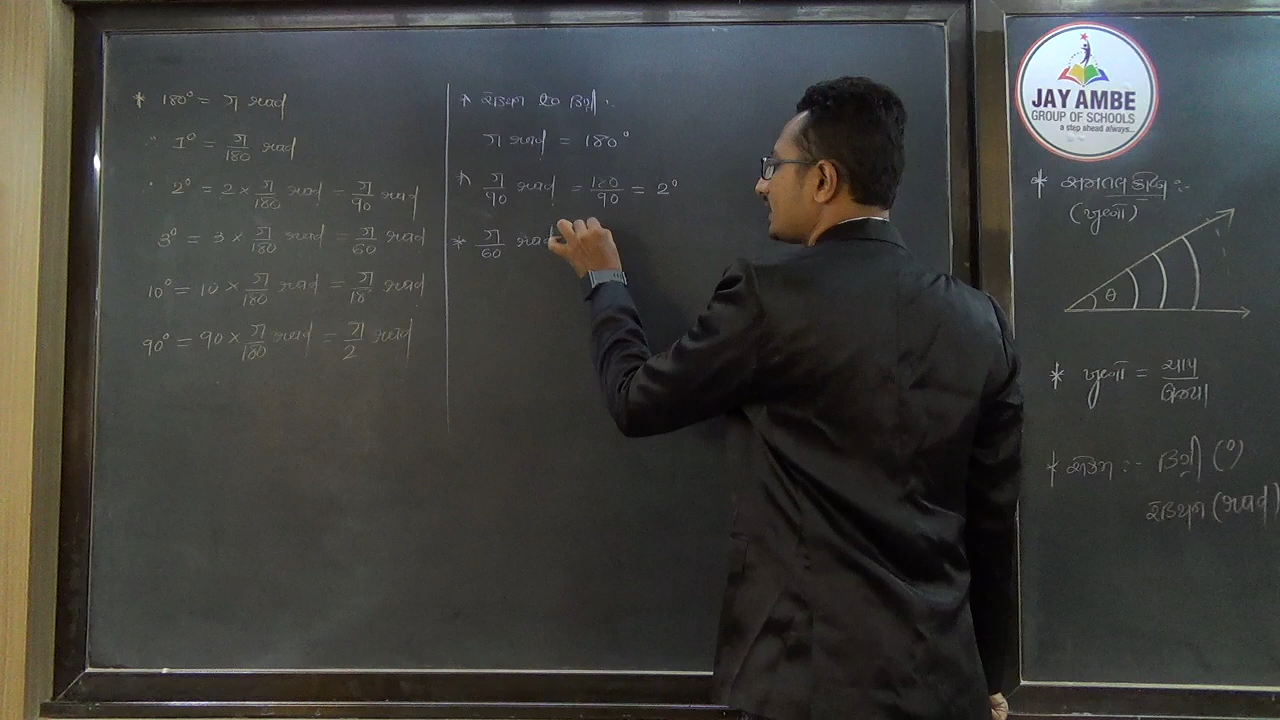 * 180° = π રેડ્યન
∴ 1° = π/180 રેડ્યન
∴ 2° = 2 × π/180 રેડ્યન = π/90 રેડ્યન
3° = 3 × π/180 રેડ્યન = π/60 રેડ્યન
10° = 10 × π/180 રેડ્યન = π/18 રેડ્યન
90° = 90 × π/180 રેડ્યન = π/2 રેડ્યન
* રેડિયન to ડિગ્રી :-
π રેડ્યન = 180°
* π/90 રેડ્યન = 180/90 = 2°
* π/60
JAY AMBE
GROUP OF SCHOOLS
a step ahead always...
* સમતલ કોણ :-
(ખૂણો)
θ
* ખૂણો = ચાપ/ત્રિજ્યા
* એકમ :- ડિગ્રી (°)
રેડિયન